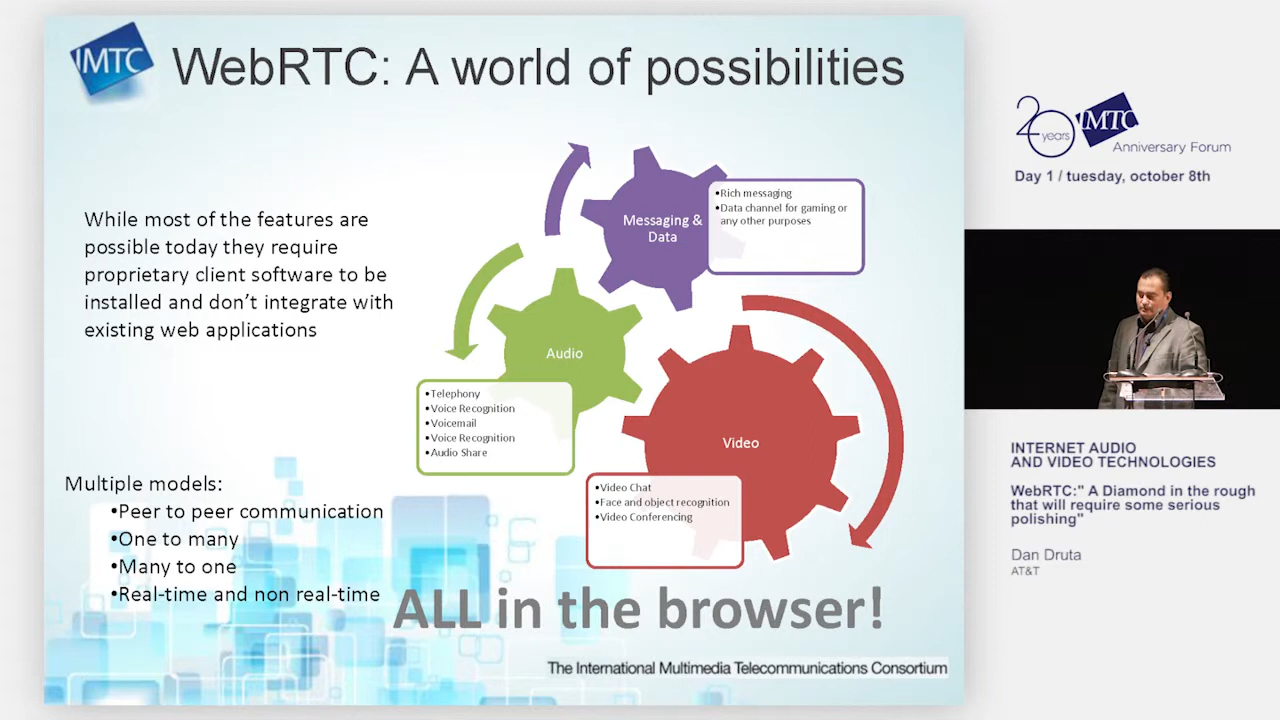 IMTC
WebRTC: A world of possibilities
While most of the features are
possible today they require
proprietary client software to be
installed and don't integrate with
existing web applications
Messaging &
Data
•Rich messaging
•Data channel for gaming or
any other purposes
Audio
•Telephony
•Voice Recognition
•Voicemail
•Voice Recognition
•Audio Share
Video
•Video Chat
•Face and object recognition
•Video Conferencing
Multiple models:
•Peer to peer communication
•One to many
•Many to one
•Real-time and non real-time
ALL in the browser!
The International Multimedia Telecommunications Consortium
20 years
IMTC
Anniversary Forum
Day 1 / tuesday, october 8th
INTERNET AUDIO
AND VIDEO TECHNOLOGIES
WebRTC:" A Diamond in the rough
that will require some serious
polishing"
Dan Druta
AT&T